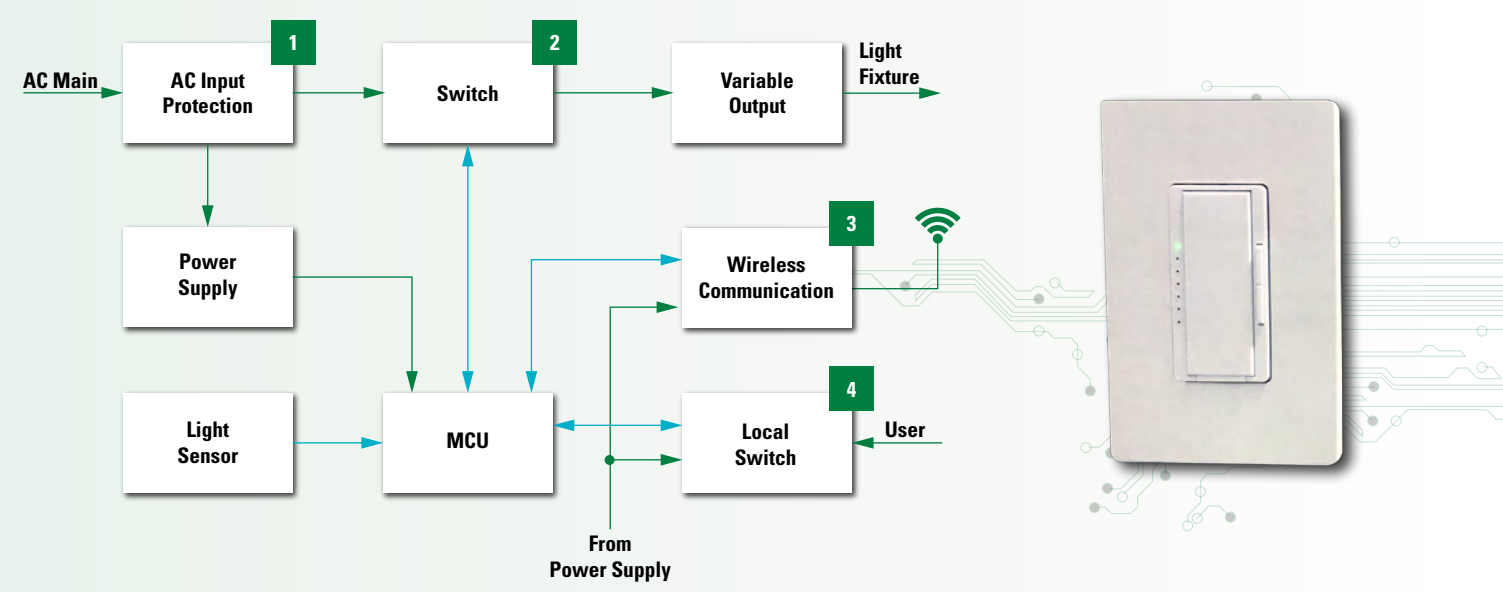 1
2
AC Main
AC Input
Protection
Switch
Variable
Output
Light
Fixture
Power
Supply
3
Wireless
Communication
Light
Sensor
MCU
4
Local
Switch
User
From
Power Supply